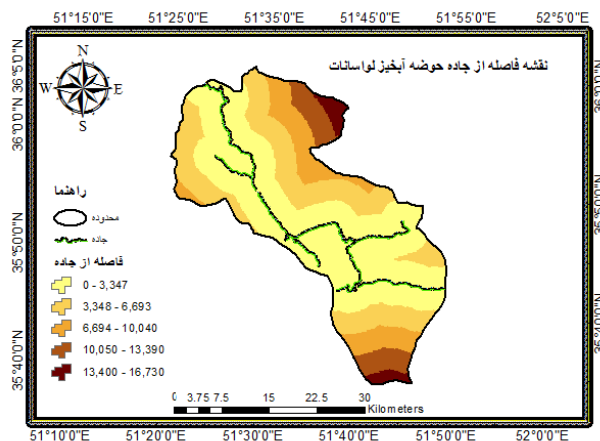 51°15'0"E 51°25'0"E 51°35'0"E 51°45'0"E 51°55'0"E 52°5'0"E
نقشه فاصله از جاده حوضه آبخیز لواسانات
N
W E
S
36°5'0"N
36°0'0"N
35°50'0"N
35°40'0"N
36°0'0"N
35°50'0"N
35°40'0"N
راهنما
محدوده
جاده
فاصله از جاده
0 - 3,347
3,348 - 6,693
6,694 - 10,040
10,050 - 13,390
13,400 - 16,730
0 3.75 7.5 15 22.5 30
Kilometers
51°10'0"E 51°20'0"E 51°30'0"E 51°40'0"E 51°50'0"E 52°0'0"E